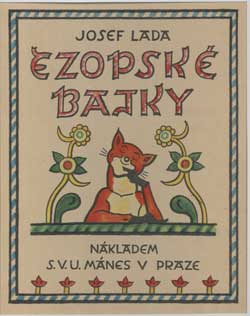 JOSEF LADA
EZOPSKÉ
BAJKY
NÁKLADEM
S.V.U. MÁNES V PRAZE